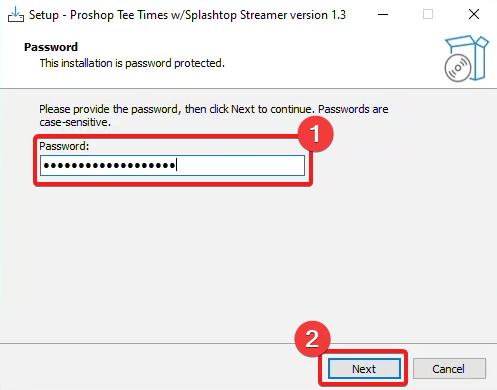 Setup - Proshop Tee Times w/Splashtop Streamer version 1.3
Password
This installation is password protected.
Please provide the password, then click Next to continue. Passwords are
case-sensitive.
1
Password:
●●●●●●●●●●●●●●●●●●●
2
Next
Cancel